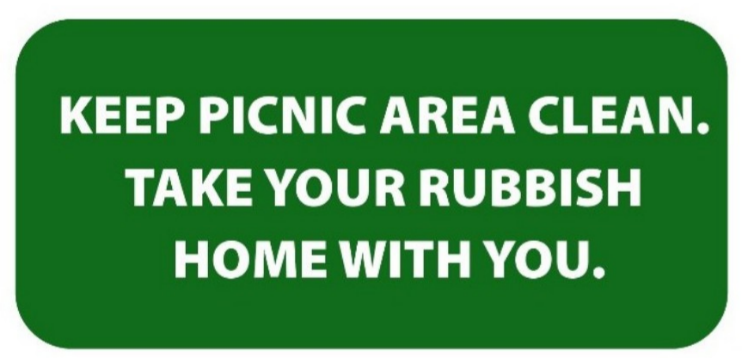 KEEP PICNIC AREA CLEAN.
TAKE YOUR RUBBISH
HOME WITH YOU.